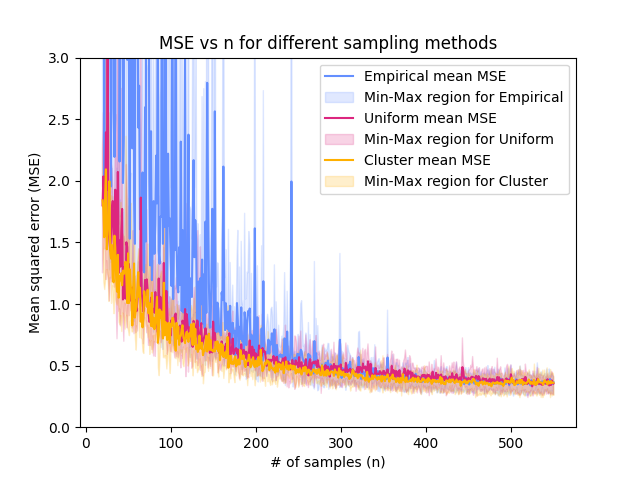 MSE vs n for different sampling methods
Mean squared error (MSE)
3.0
2.5
2.0
1.5
1.0
0.5
0.0
Empirical mean MSE
Min-Max region for Empirical
Uniform mean MSE
Min-Max region for Uniform
Cluster mean MSE
Min-Max region for Cluster
0 100 200 300 400 500
# of samples (n)